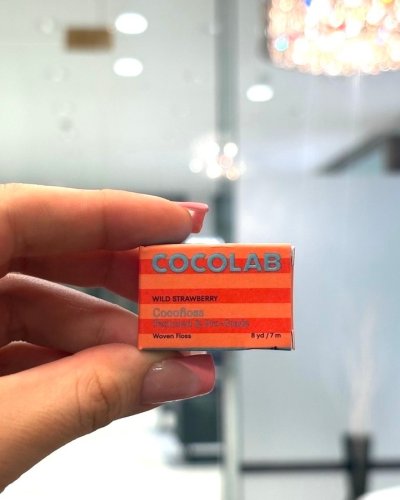 COCOLAB
WILD STRAWBERRY
Cocofloss
Woven Floss
8 yd / 7 m